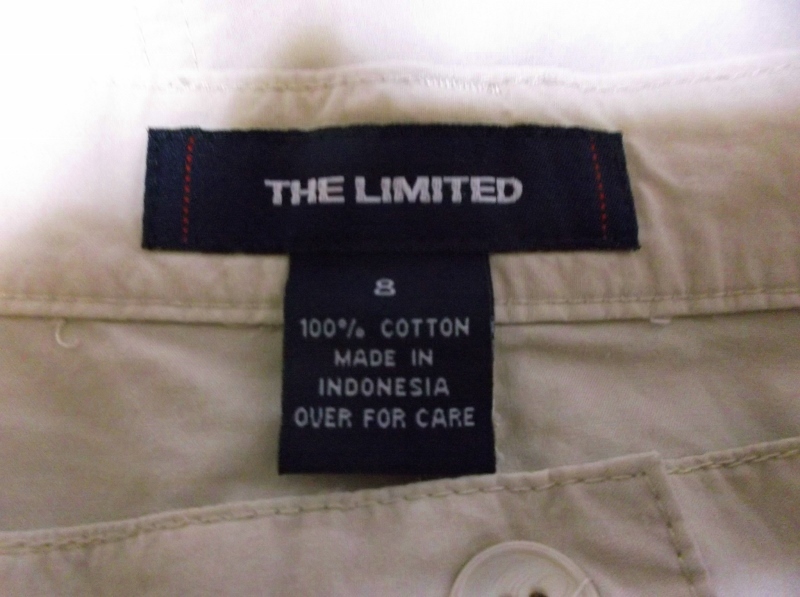 THE LIMITED
8
100% COTTON
MADE IN
INDONESIA
OVER FOR CARE